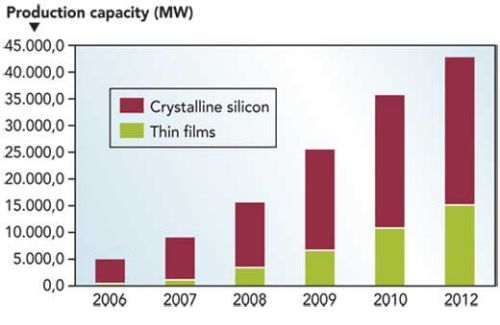 Production capacity (MW)
45.000,0
40.000,0
35.000,0
30.000,0
25.000,0
20.000,0
15.000,0
10.000,0
5.000,0
0,0
Crystalline silicon
Thin films
2006 2007 2008 2009 2010 2012